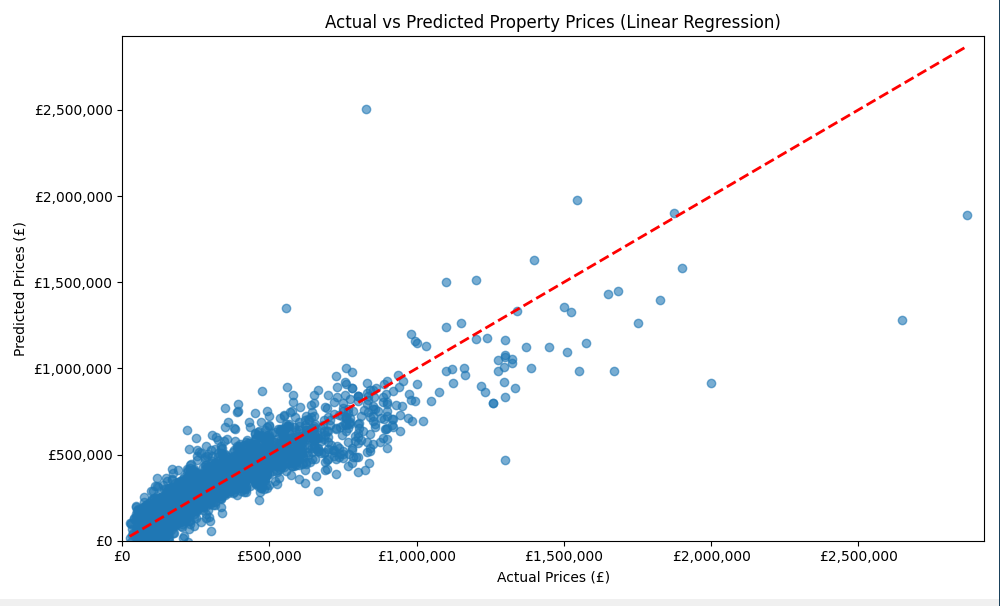 Actual vs Predicted Property Prices (Linear Regression)
£2,500,000
£2,000,000
£1,500,000
£1,000,000
£500,000
£0
Predicted Prices (£)
£0 £500,000 £1,000,000 £1,500,000 £2,000,000 £2,500,000
Actual Prices (£)